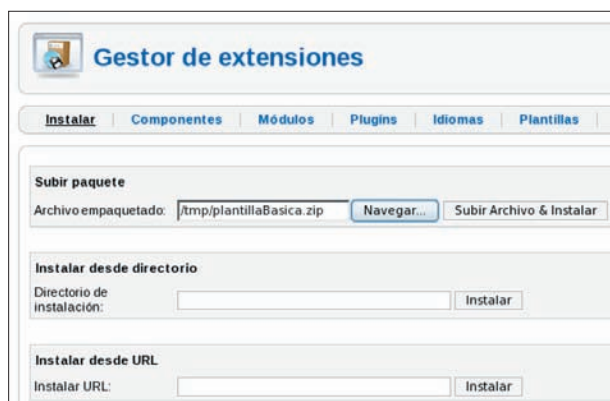 Gestor de extensiones
Instalar Componentes Módulos Plugins Idiomas Plantillas
Subir paquete
Archivo empaquetado: /tmp/plantillaBasica.zip Navegar... Subir Archivo & Instalar
Instalar desde directorio
Directorio de
instalación: Instalar
Instalar desde URL
Instalar URL: Instalar